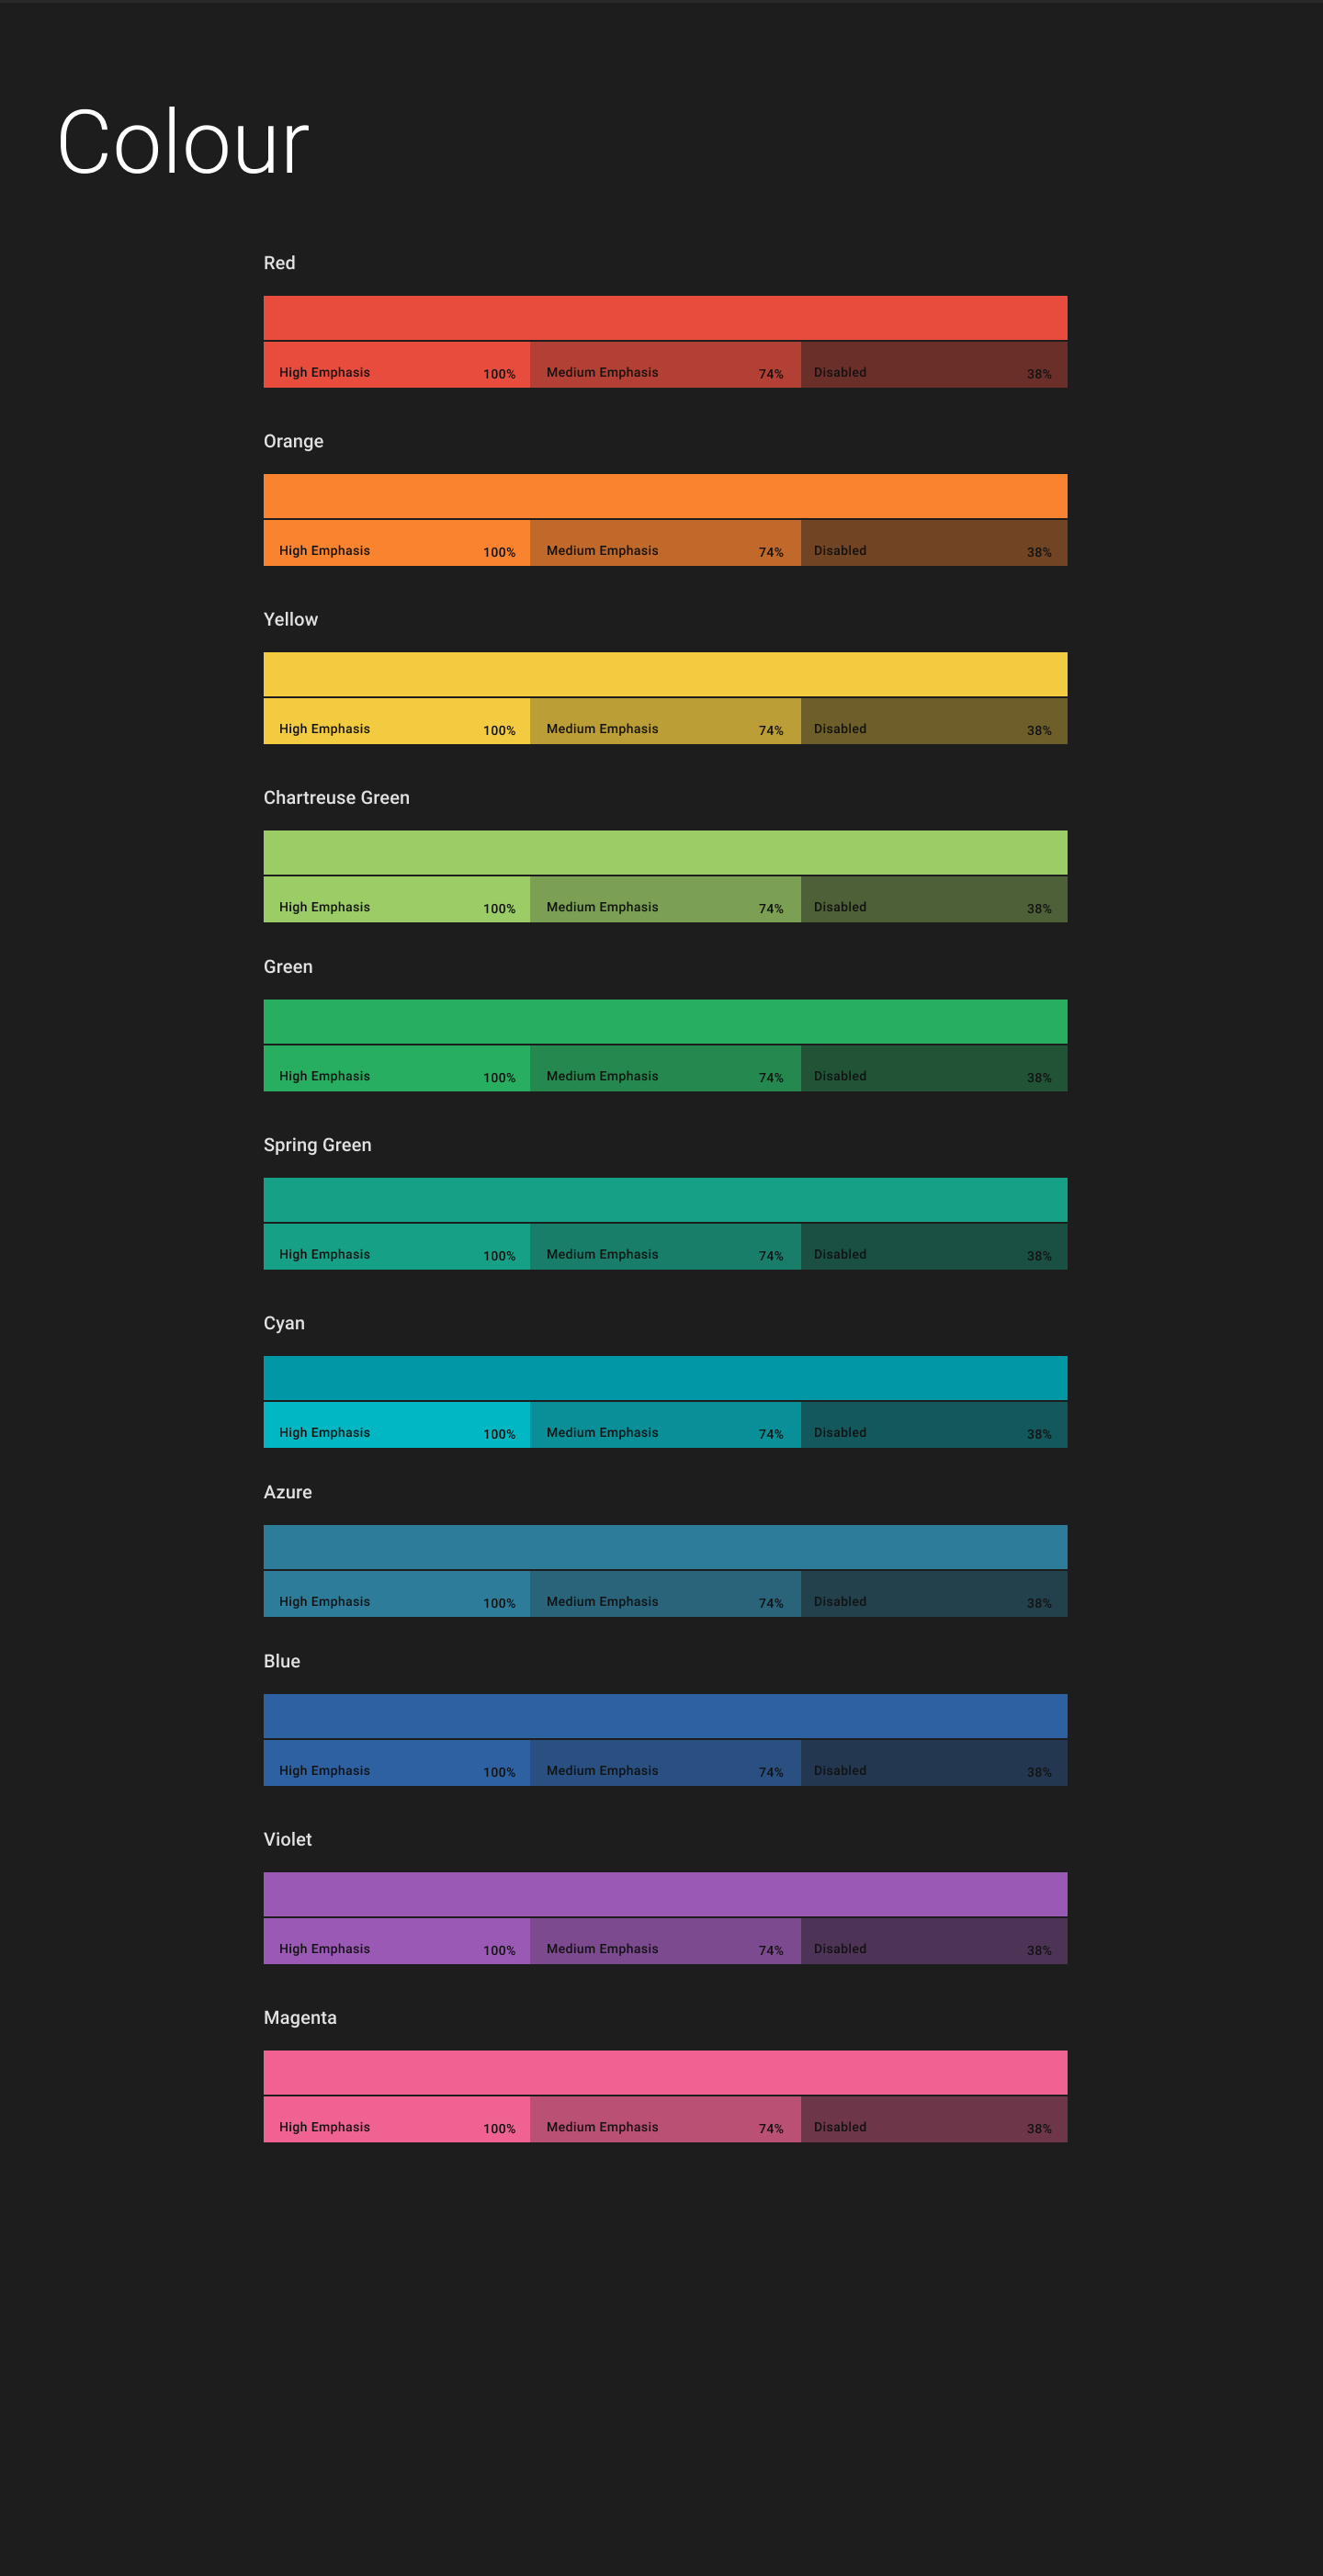 Colour
Red
High Emphasis 100% Medium Emphasis 74% Disabled 38%
Orange
High Emphasis 100% Medium Emphasis 74% Disabled 38%
Yellow
High Emphasis 100% Medium Emphasis 74% Disabled 38%
Chartreuse Green
High Emphasis 100% Medium Emphasis 74% Disabled 38%
Green
High Emphasis 100% Medium Emphasis 74% Disabled 38%
Spring Green
High Emphasis 100% Medium Emphasis 74% Disabled 38%
Cyan
High Emphasis 100% Medium Emphasis 74% Disabled 38%
Azure
High Emphasis 100% Medium Emphasis 74% Disabled 38%
Blue
High Emphasis 100% Medium Emphasis 74% Disabled 38%
Violet
High Emphasis 100% Medium Emphasis 74% Disabled 38%
Magenta
High Emphasis 100% Medium Emphasis 74% Disabled 38%